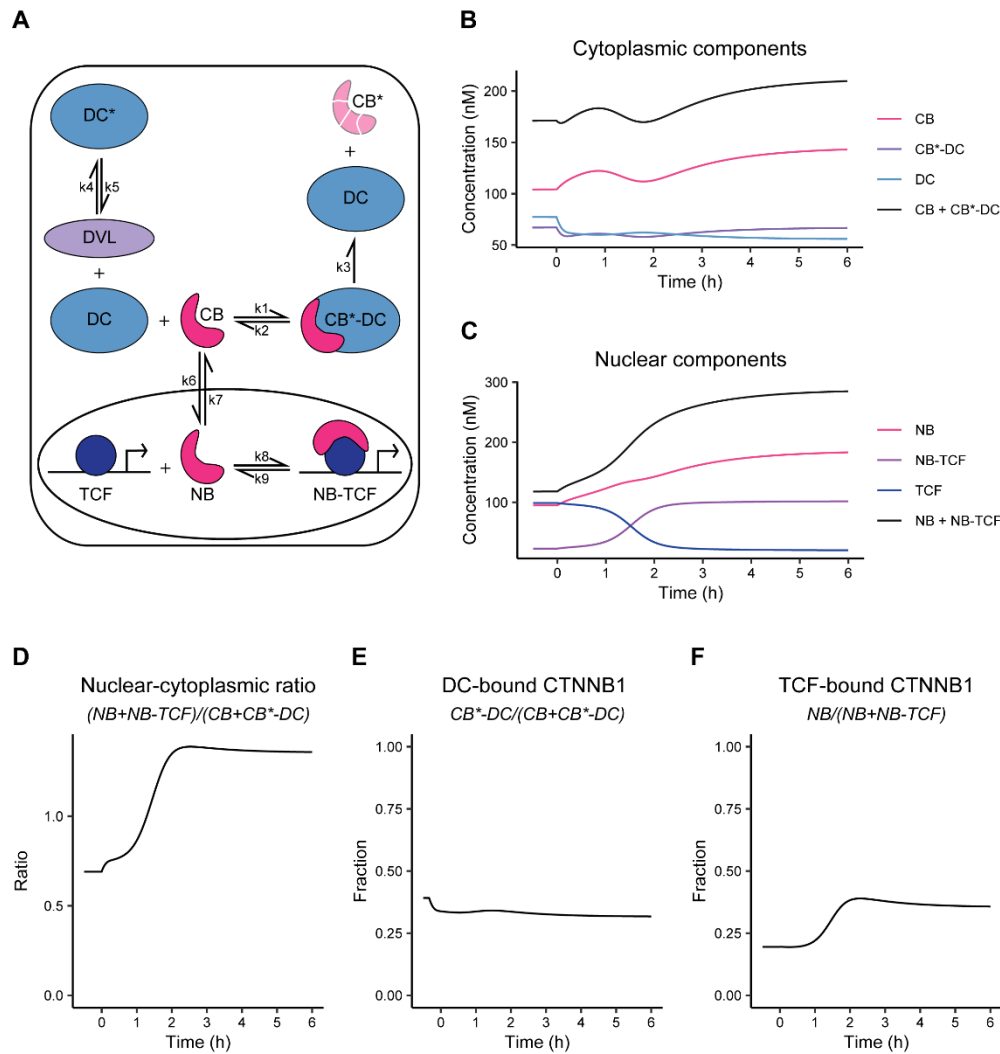 A
DC*
CB*
+
k4
k5
DC
DVL
k3
+
DC
+
CB
k1
k2
CB*-DC
k6
k7
+
k8
k9
TCF
NB
NB-TCF
B
Cytoplasmic components
Concentration (nM)
200
150
100
50
0
1
2
3
4
5
6
Time (h)
CB
CB*-DC
DC
CB + CB*-DC
C
Nuclear components
Concentration (nM)
300
100
0
1
2
3
4
5
6
Time (h)
NB
NB-TCF
TCF
NB + NB-TCF
D
Nuclear-cytoplasmic ratio
(NB+NB-TCF)/(CB+CB*-DC)
Ratio
1.0
0.5
0.0
0
1
2
3
4
5
6
Time (h)
E
DC-bound CTNNB1
CB*-DC/(CB+CB*-DC)
Fraction
1.00
0.75
0.50
0.25
0.00
0
1
2
3
4
5
6
Time (h)
F
TCF-bound CTNNB1
NB/(NB+NB-TCF)
Fraction
1.00
0.75
0.50
0.25
0.00
0
1
2
3
4
5
6
Time (h)